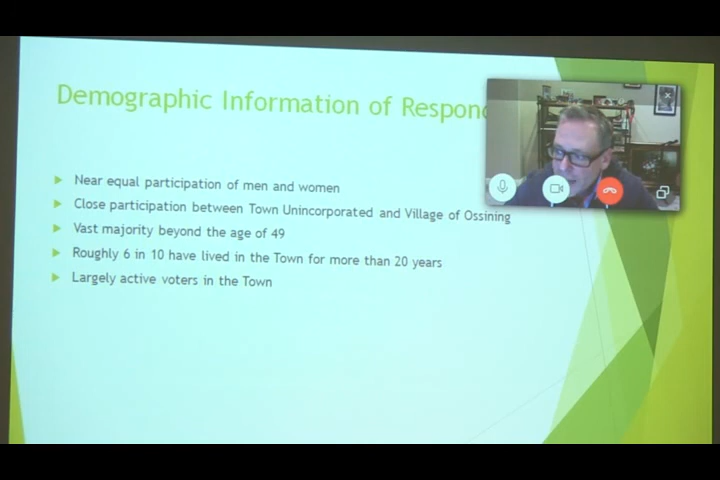 Demographic Information of Respon
Near equal participation of men and women
Close participation between Town Unincorporated and Village of Ossining
Vast majority beyond the age of 49
Roughly 6 in 10 have lived in the Town for more than 20 years
Largely active voters in the Town